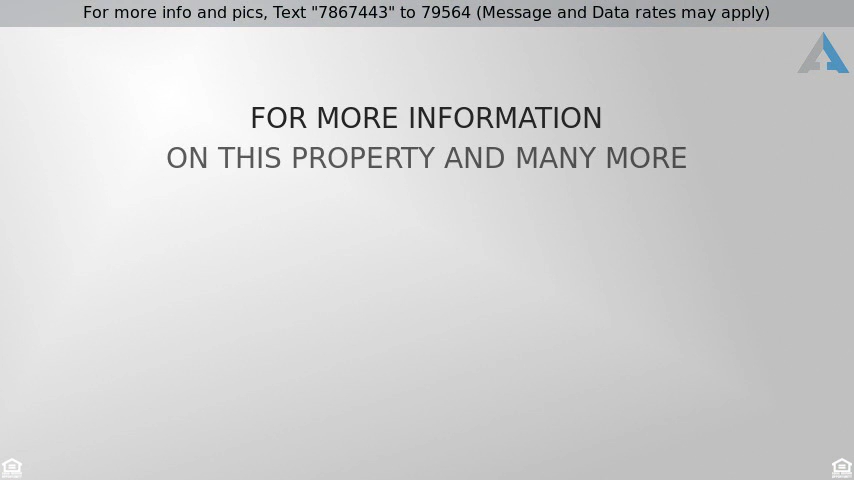 For more info and pics, Text "7867443" to 79564 (Message and Data rates may apply)
FOR MORE INFORMATION
ON THIS PROPERTY AND MANY MORE